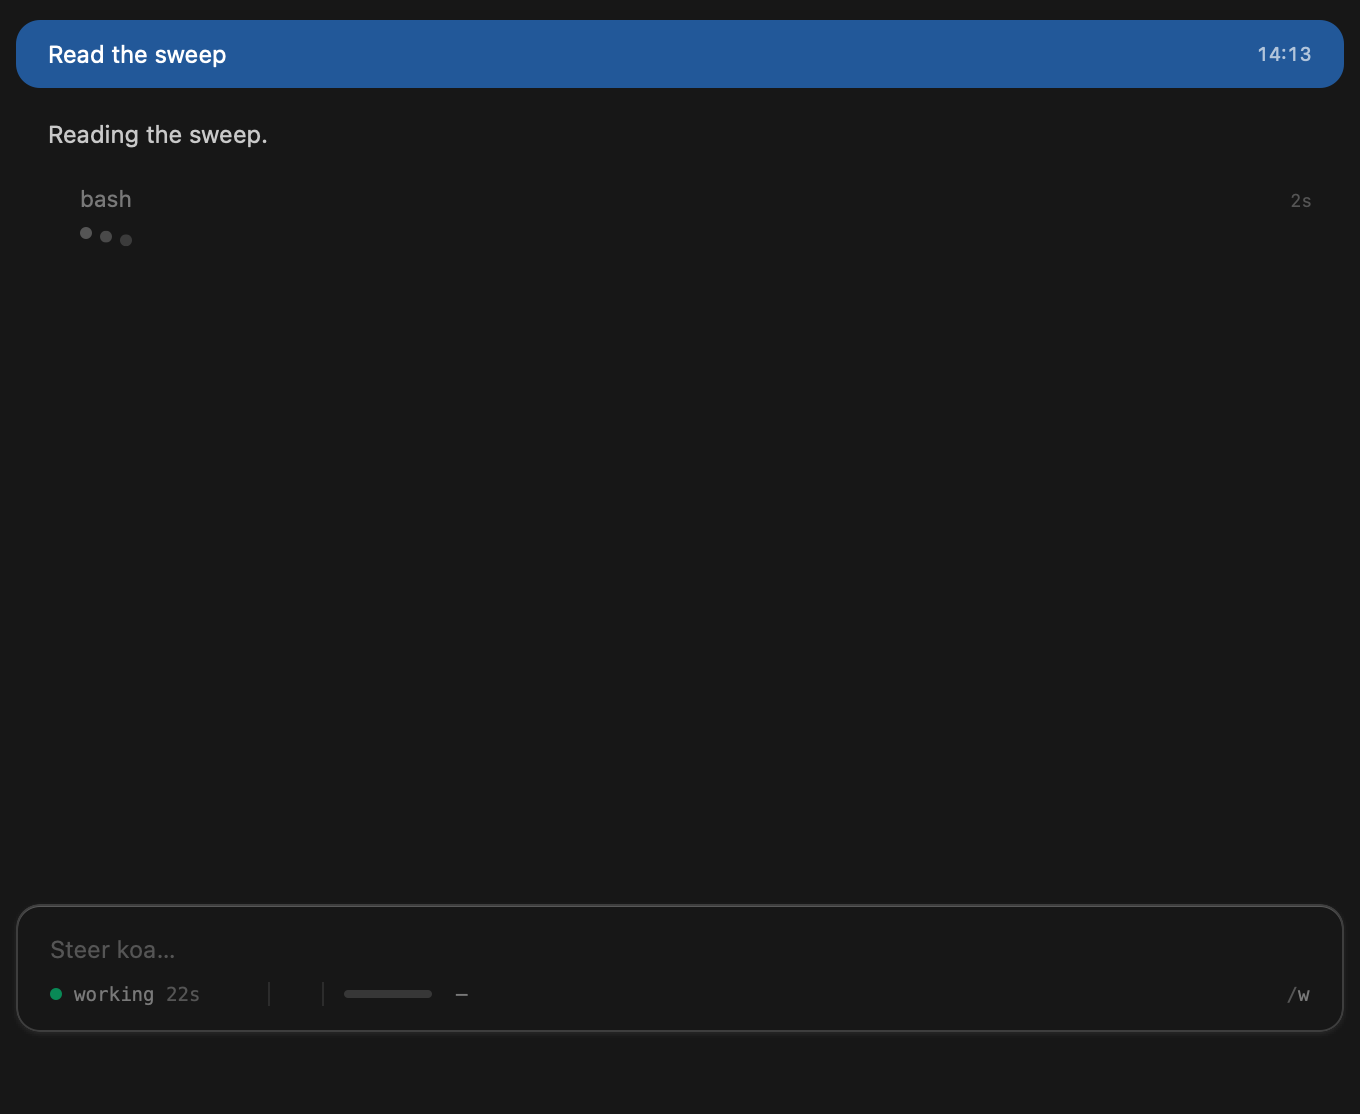 Read the sweep 14:13
Reading the sweep.
bash 2s
Steer koa...
working 22s – /w